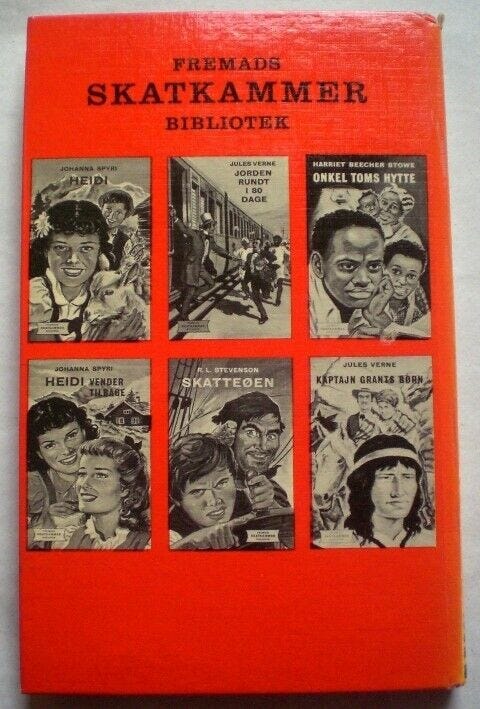 FREMADS
SKATKAMMER
BIBLIOTEK
JOHANNA SPYRI
HEIDI
JULES VERNE
JORDEN
RUNDT
I 80
DAGE
HARRIET BEECHER STOWE
ONKEL TOMS HYTTE
JOHANNA SPYRI
HEIDI VENDER
TILBAGE
R. L. STEVENSON
SKATTEØEN
JULES VERNE
KAPTAJN GRANTS BØRN